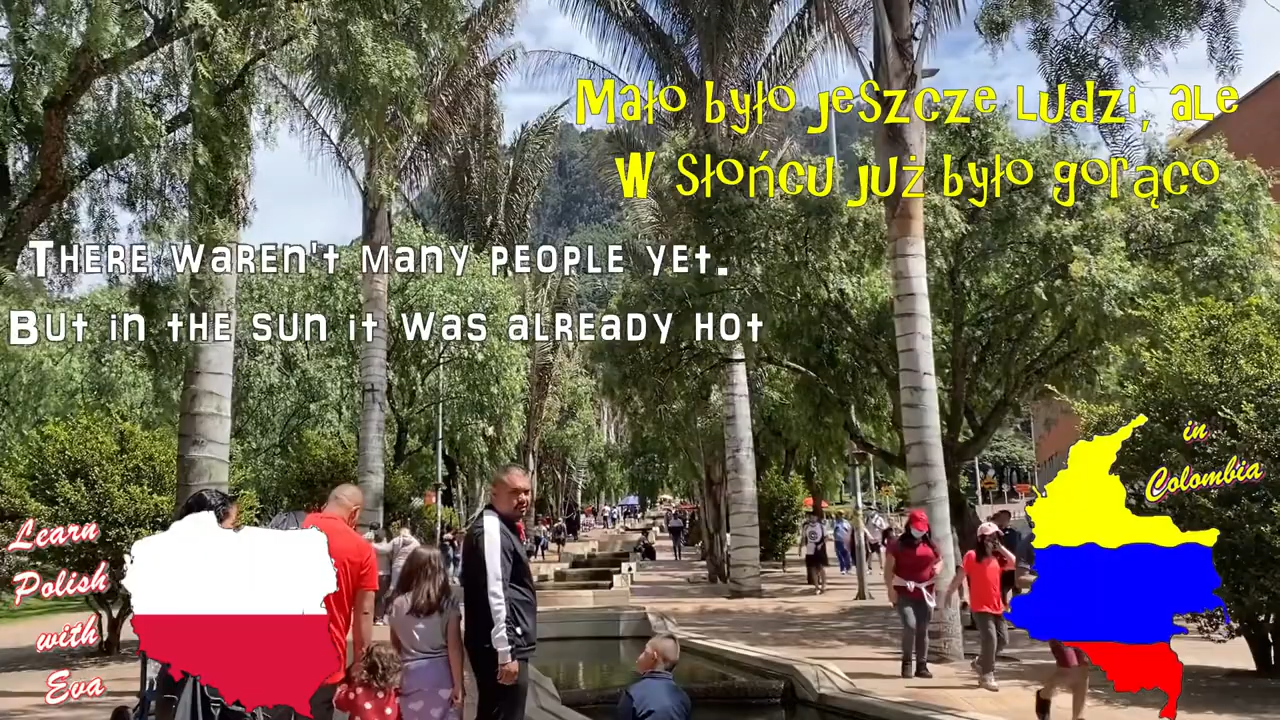 Mało było jeszcze ludzi, ale
w słońcu już było gorąco
There waren't many people yet.
But in the sun it was already hot
in
Colombia
Learn
Polish
with
Eva